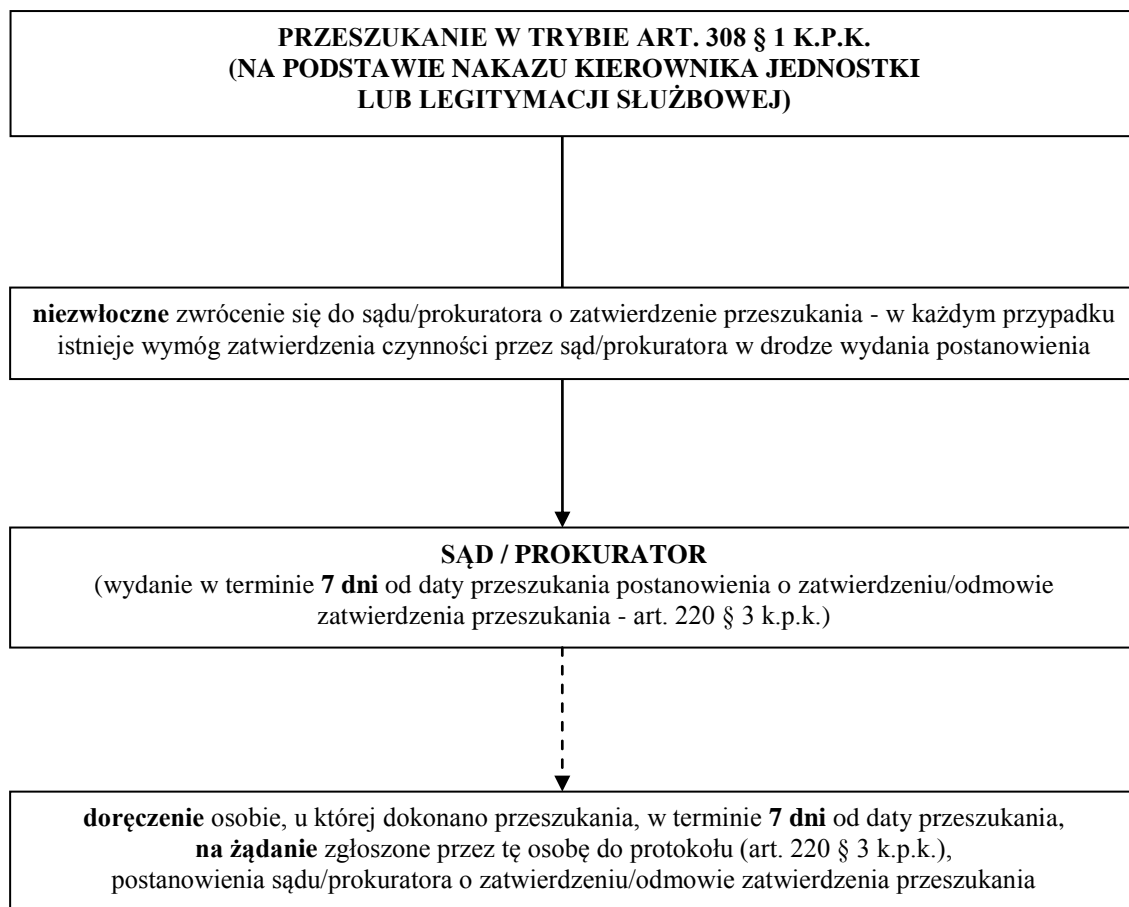 PRZESZUKANIE W TRYBIE ART. 308 § 1 K.P.K.
(NA PODSTAWIE NAKAZU KIEROWNIKA JEDNOSTKI
LUB LEGITYMACJI SŁUŻBOWEJ)
niezwłoczne zwrócenie się do sądu/prokuratora o zatwierdzenie przeszukania - w każdym przypadku
istnieje wymóg zatwierdzenia czynności przez sąd/prokuratora w drodze wydania postanowienia
SĄD / PROKURATOR
(wydanie w terminie 7 dni od daty przeszukania postanowienia o zatwierdzeniu/odmowie
zatwierdzenia przeszukania - art. 220 § 3 k.p.k.)
doręczenie osobie, u której dokonano przeszukania, w terminie 7 dni od daty przeszukania,
na żądanie zgłoszone przez tę osobę do protokołu (art. 220 § 3 k.p.k.),
postanowienia sądu/prokuratora o zatwierdzeniu/odmowie zatwierdzenia przeszukania